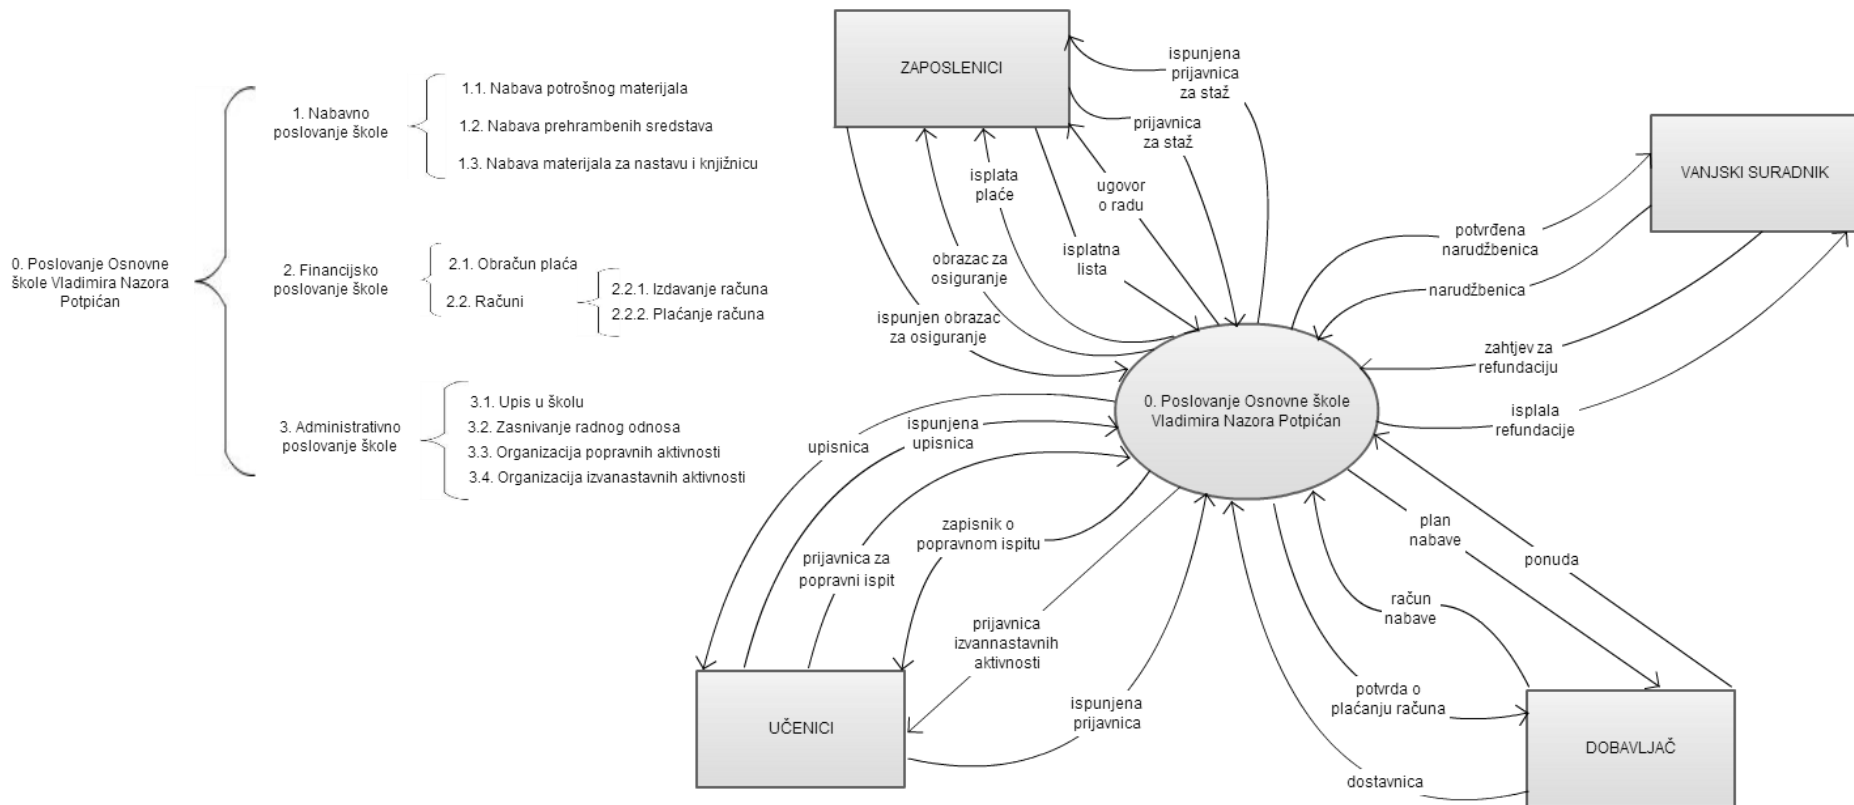 0. Poslovanje Osnovne
škole Vladimira Nazora
Potpićan
1. Nabavno
poslovanje škole
1.1. Nabava potrošnog materijala
1.2. Nabava prehrambenih sredstava
1.3. Nabava materijala za nastavu i knjižnicu
2. Financijsko
poslovanje škole
2.1. Obračun plaća
2.2. Računi
2.2.1. Izdavanje računa
2.2.2. Plaćanje računa
3. Administrativno
poslovanje škole
3.1. Upis u školu
3.2. Zasnivanje radnog odnosa
3.3. Organizacija popravnih aktivnosti
3.4. Organizacija izvanastavnih aktivnosti
ZAPOSLENICI
ispunjena
prijavnica
za staž
prijavnica
za staž
isplata
plaće
ugovor
o radu
isplatna
lista
obrazac za
osiguranje
ispunjen obrazac
za osiguranje
VANJSKI SURADNIK
potvrđena
narudžbenica
narudžbenica
zahtjev za
refundaciju
isplala
refundacije
0. Poslovanje Osnovne škole
Vladimira Nazora Potpićan
upisnica
ispunjena
upisnica
prijavnica za
popravni ispit
zapisnik o
popravnom ispitu
prijavnica
izvannastavnih
aktivnosti
ispunjena
prijavnica
UČENICI
plan
nabave
ponuda
račun
nabave
potvrda o
plaćanju računa
dostavnica
DOBAVLJAČ